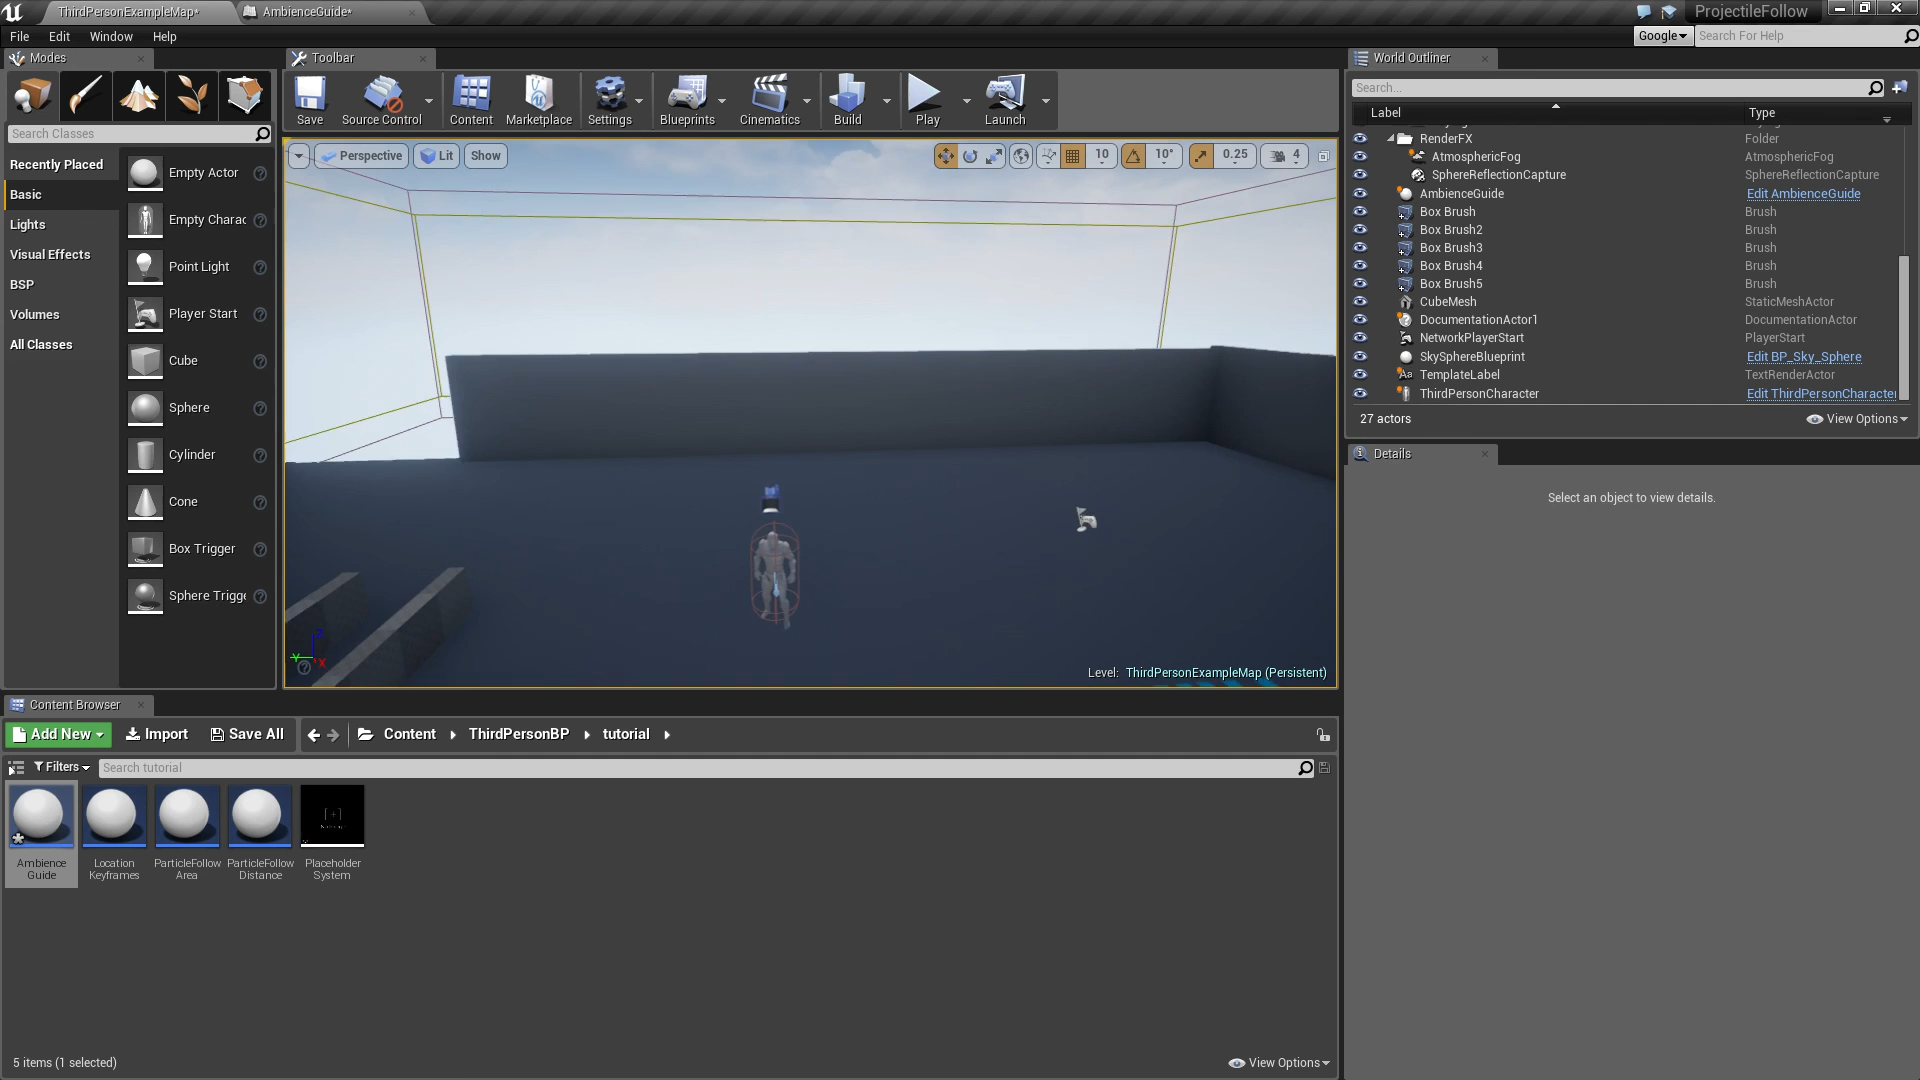 ThirdPersonExampleMap*
AmbienceGuide*
ProjectileFollow
File Edit Window Help
Google
Search For Help
Modes
Toolbar
World Outliner
Save
Source Control
Content
Marketplace
Settings
Blueprints
Cinematics
Build
Play
Launch
Search...
Search Classes
Label Type
Recently Placed
Basic
Lights
Visual Effects
BSP
Volumes
All Classes
Empty Actor
Empty Charac
Point Light
Player Start
Cube
Sphere
Cylinder
Cone
Box Trigger
Sphere Trigge
Perspective
Lit
Show
10
10°
0.25
4
RenderFX Folder
AtmosphericFog AtmosphericFog
SphereReflectionCapture SphereReflectionCapture
AmbienceGuide Edit AmbienceGuide
Box Brush Brush
Box Brush2 Brush
Box Brush3 Brush
Box Brush4 Brush
Box Brush5 Brush
CubeMesh StaticMeshActor
DocumentationActor1 DocumentationActor
NetworkPlayerStart PlayerStart
SkySphereBlueprint Edit BP_Sky_Sphere
TemplateLabel TextRenderActor
ThirdPersonCharacter Edit ThirdPersonCharacter
27 actors
View Options
Details
Select an object to view details.
Z
Y
X
Level: ThirdPersonExampleMap (Persistent)
Content Browser
Add New
Import
Save All
Content
ThirdPersonBP
tutorial
Filters
Search tutorial
Ambience
Guide
Location
Keyframes
ParticleFollow
Area
ParticleFollow
Distance
Placeholder
System
5 items (1 selected)
View Options